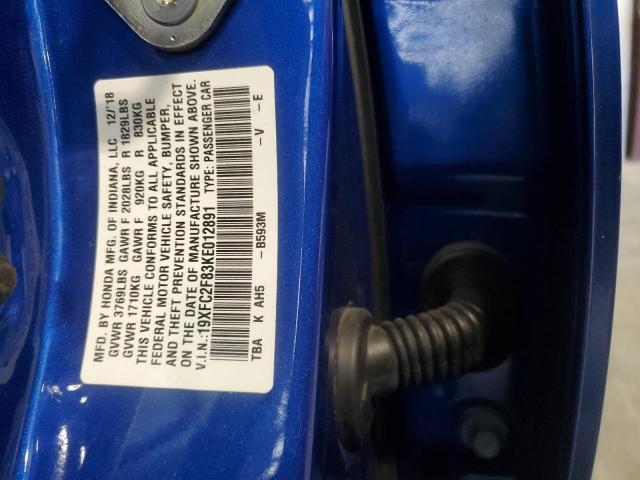 MFD. BY HONDA MFG. OF INDIANA, LLC 12/'18
GVWR 3769LBS GAWR F 2028LBS R 1829LBS
GVWR 1710KG GAWR F 920KG R 830KG
THIS VEHICLE CONFORMS TO ALL APPLICABLE
FEDERAL MOTOR VEHICLE SAFETY, BUMPER,
AND THEFT PREVENTION STANDARDS IN EFFECT
ON THE DATE OF MANUFACTURE SHOWN ABOVE.
V.I.N.:19XFC2F83KE012891 TYPE: PASSENGER CAR
TBA K AH5 -B593M -V -E